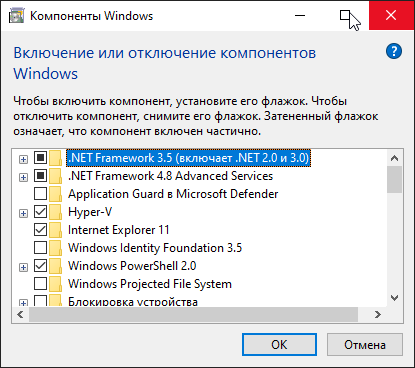 Компоненты Windows
Включение или отключение компонентов
Windows
?
Чтобы включить компонент, установите его флажок. Чтобы
отключить компонент, снимите его флажок. Затененный флажок
означает, что компонент включен частично.
.NET Framework 3.5 (включает .NET 2.0 и 3.0)
.NET Framework 4.8 Advanced Services
Application Guard в Microsoft Defender
Hyper-V
Internet Explorer 11
Windows Identity Foundation 3.5
Windows PowerShell 2.0
Windows Projected File System
Блокировка устройства
ОК
Отмена